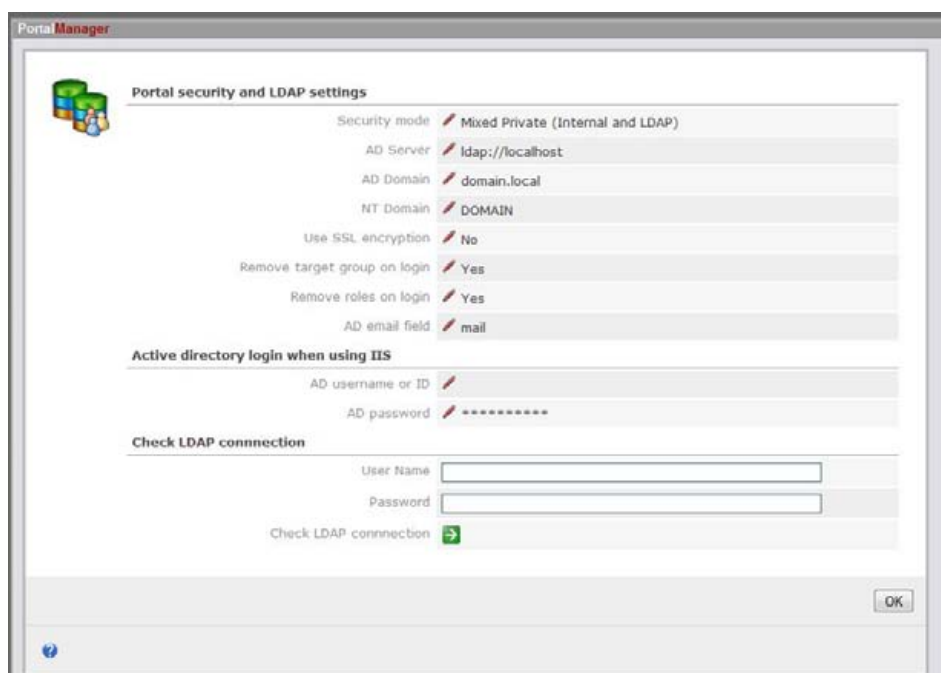 PortalManager
Portal security and LDAP settings
Security mode Mixed Private (Internal and LDAP)
AD Server ldap://localhost
AD Domain domain.local
NT Domain DOMAIN
Use SSL encryption No
Remove target group on login Yes
Remove roles on login Yes
AD email field mail
Active directory login when using IIS
AD username or ID
AD password **********
Check LDAP connnection
User Name
Password
Check LDAP connnection
OK
?